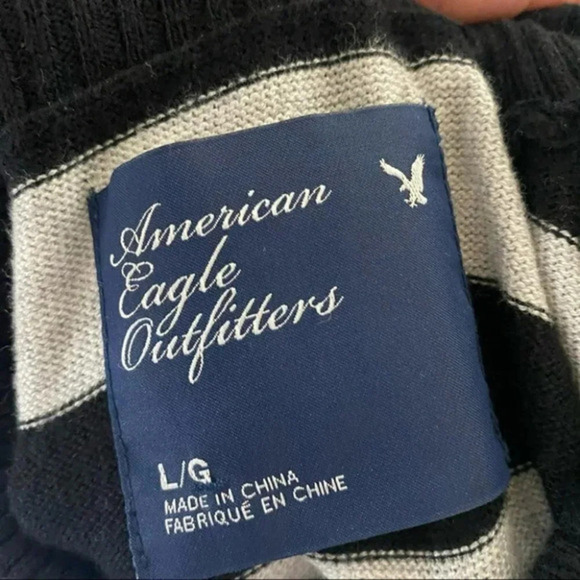 American
Eagle
Outfitters
L/G
MADE IN CHINA
FABRIQUÉ EN CHINE